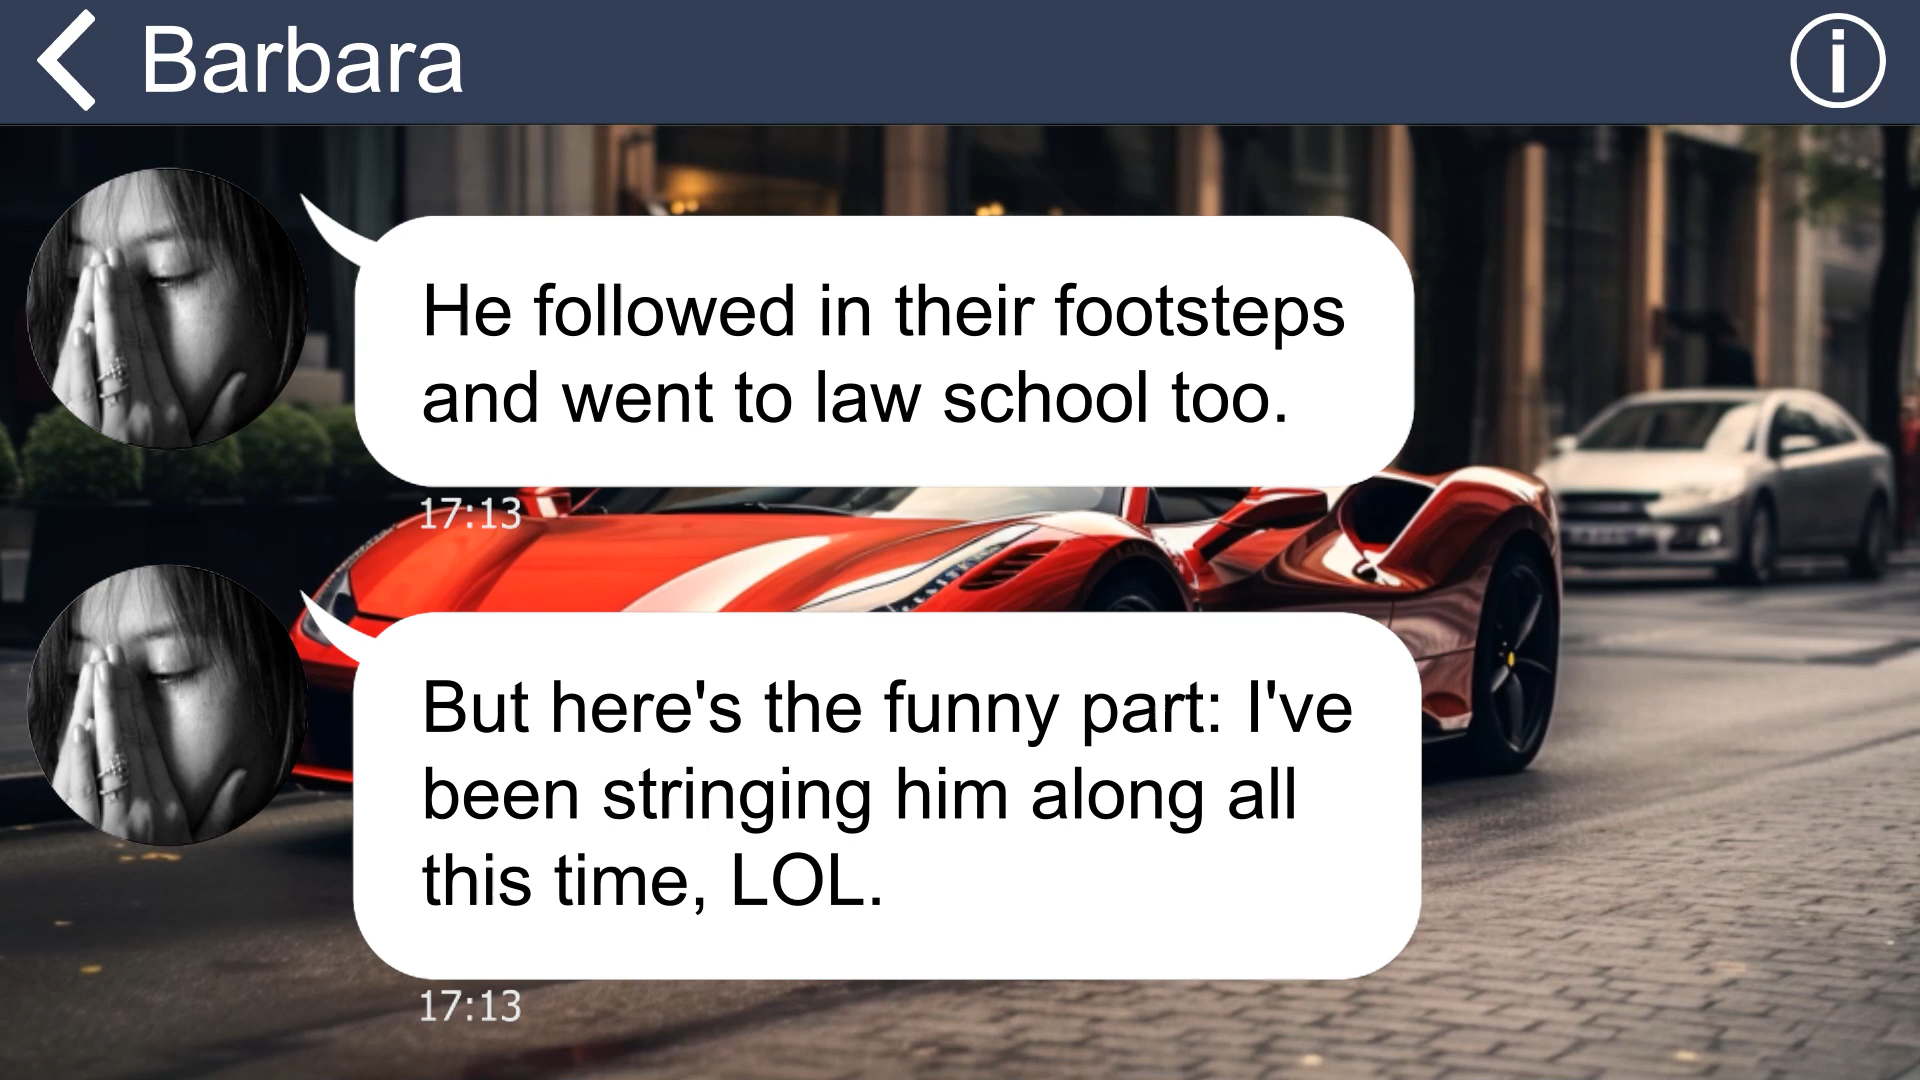 Barbara
He followed in their footsteps
and went to law school too.
17:13
But here's the funny part: I've
been stringing him along all
this time, LOL.
17:13